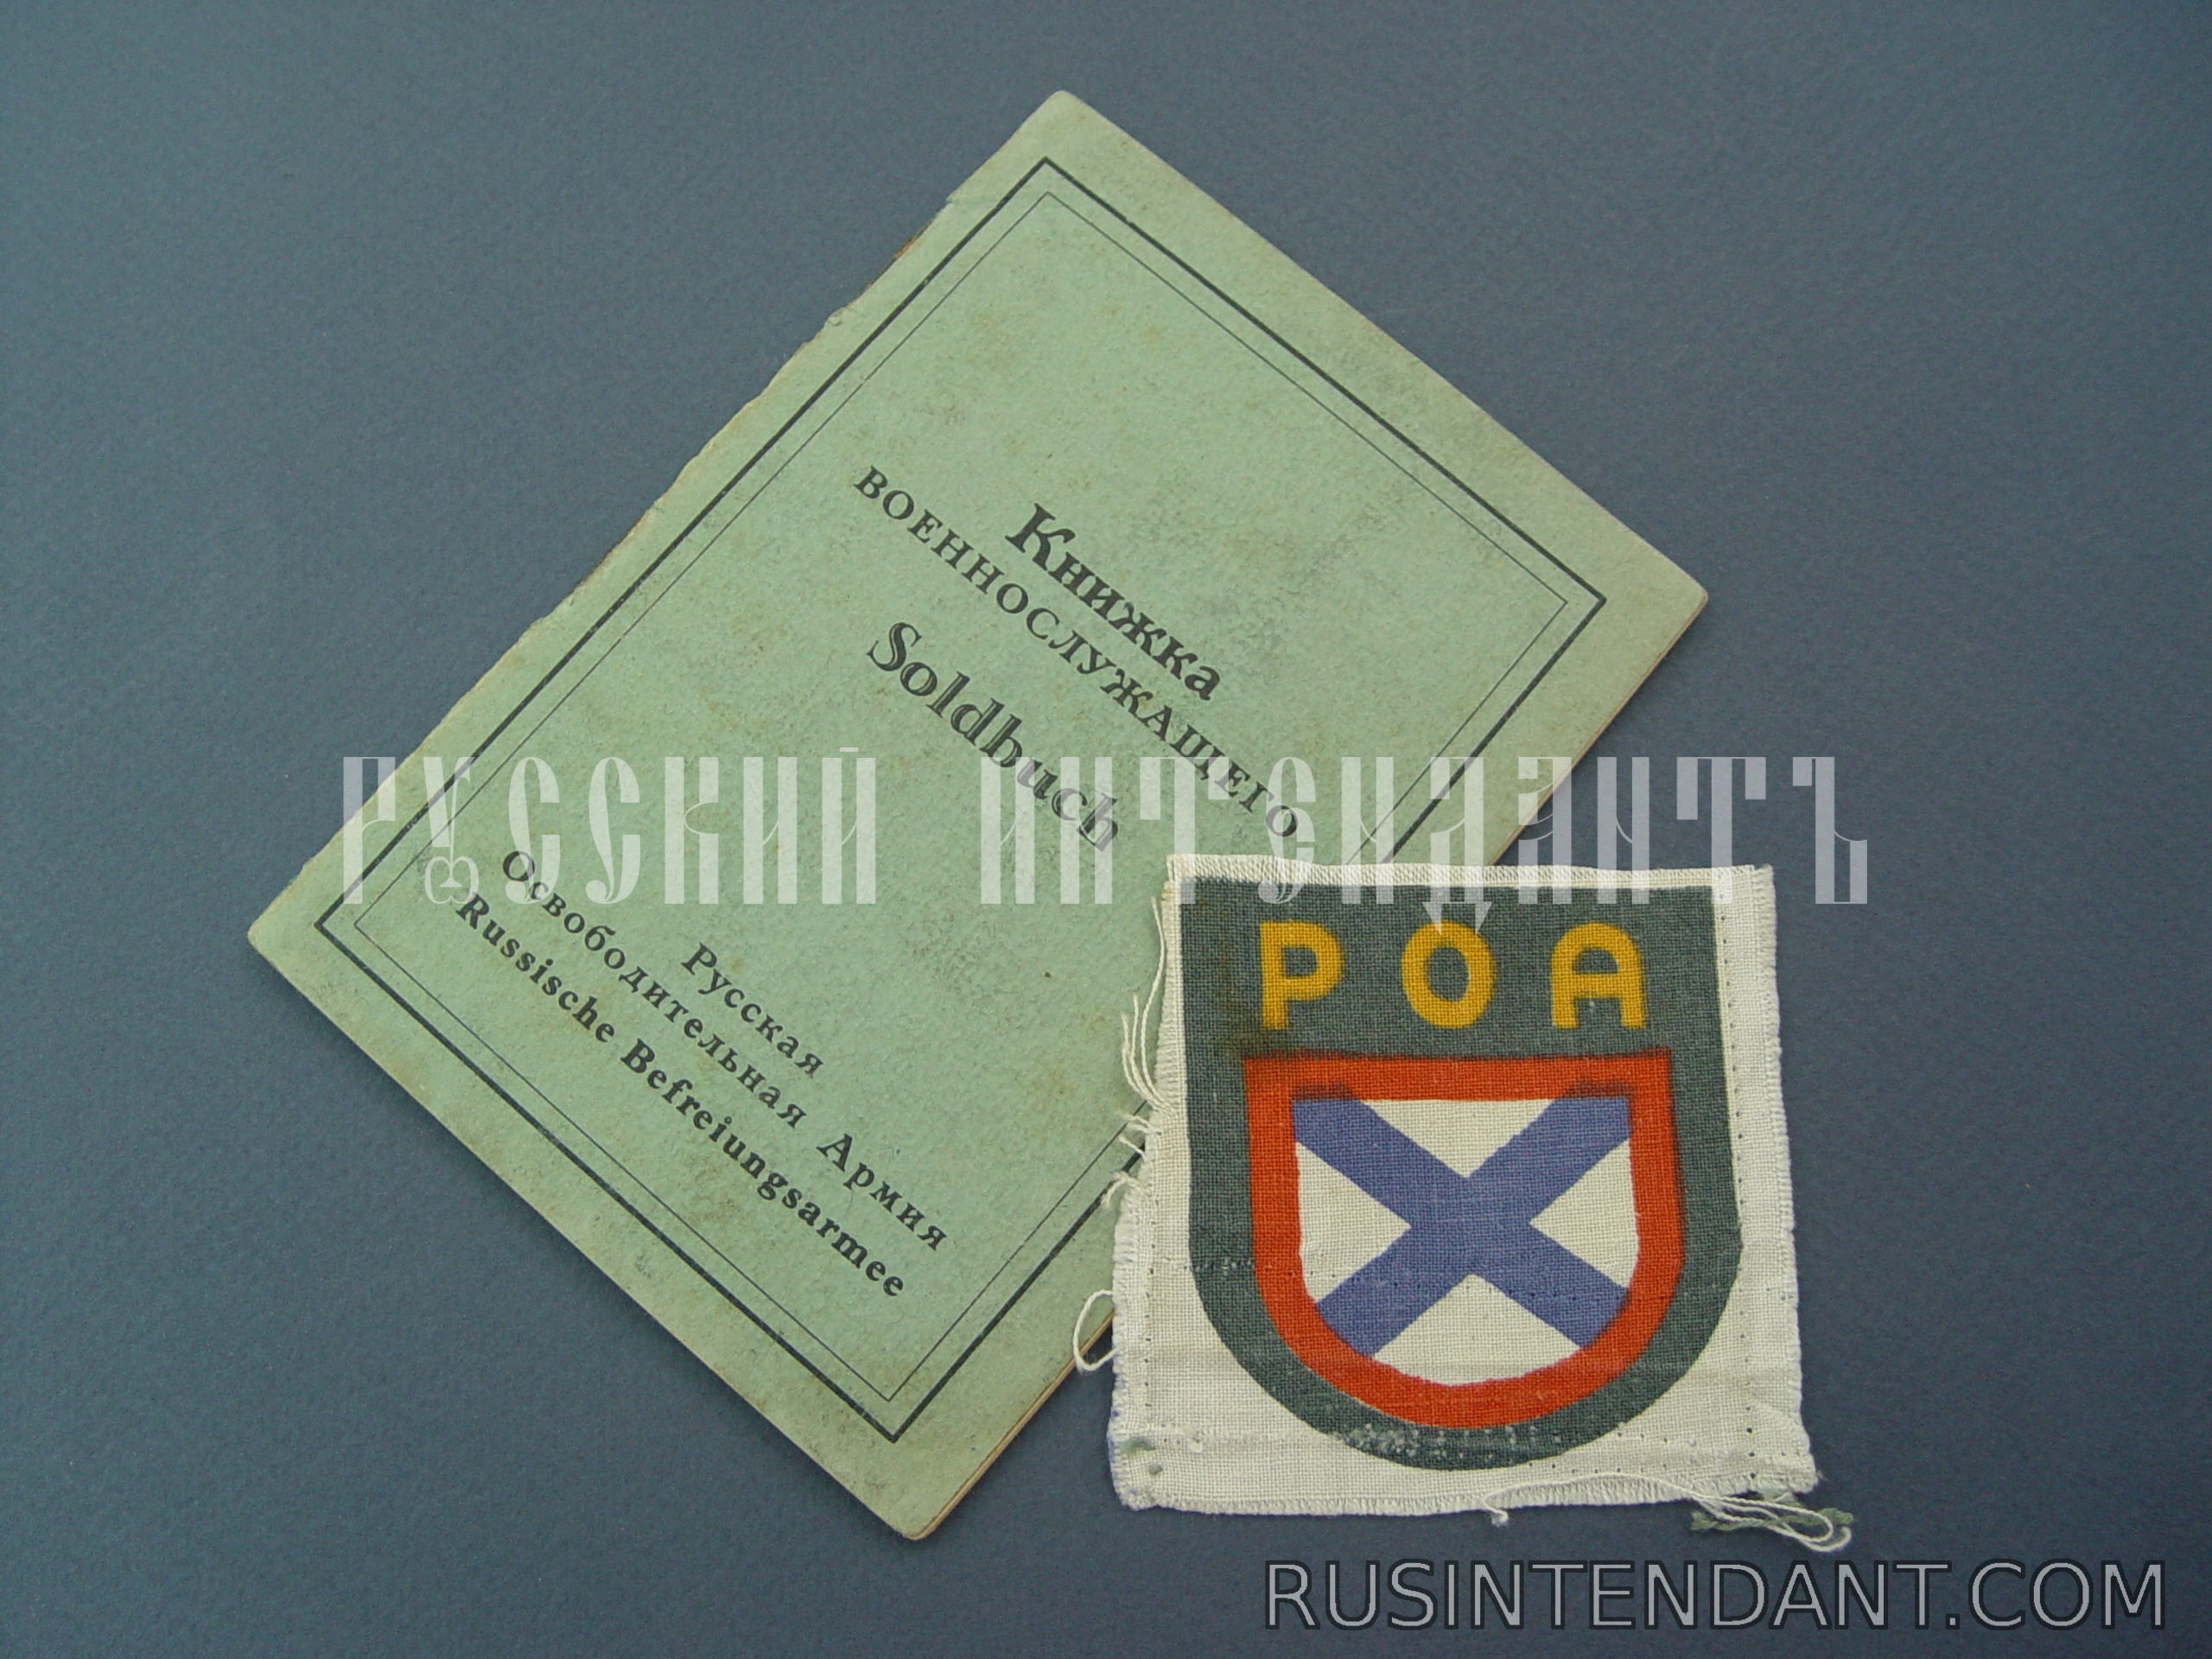 Книжка
ВОЕННОСЛУЖАЩЕГО
Soldbuch
Русская
Освободительная Армия
Russische Befreiungsarmee
РУССКИЙ ИНТЕНДАНТЪ
РОА
RUSINTENDANT.COM